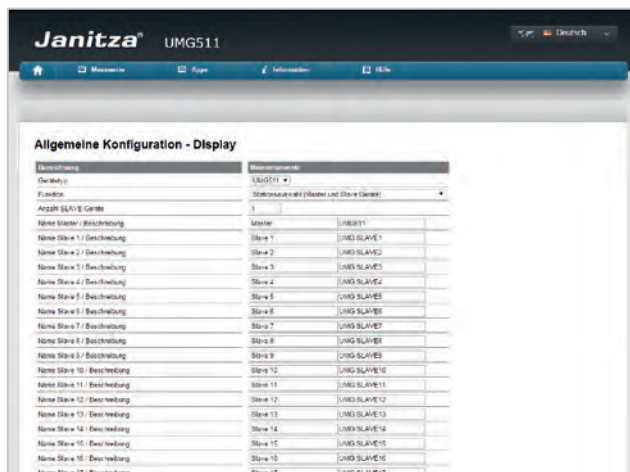 Janitza® UMG511
Deutsch
Messwerte Apps Information Hilfe
Allgemeine Konfiguration - Display
Bezeichnung
Gerätetyp UMG511
Funktion Stationsauswahl (Master und Slave Geräte)
Anzahl SLAVE Geräte 1
Name Master / Beschreibung Master UMG511
Name Slave 1 / Beschreibung Slave 1 UMG SLAVE1
Name Slave 2 / Beschreibung Slave 2 UMG SLAVE2
Name Slave 3 / Beschreibung Slave 3 UMG SLAVE3
Name Slave 4 / Beschreibung Slave 4 UMG SLAVE4
Name Slave 5 / Beschreibung Slave 5 UMG SLAVE5
Name Slave 6 / Beschreibung Slave 6 UMG SLAVE6
Name Slave 7 / Beschreibung Slave 7 UMG SLAVE7
Name Slave 8 / Beschreibung Slave 8 UMG SLAVE8
Name Slave 9 / Beschreibung Slave 9 UMG SLAVE9
Name Slave 10 / Beschreibung Slave 10 UMG SLAVE10
Name Slave 11 / Beschreibung Slave 11 UMG SLAVE11
Name Slave 12 / Beschreibung Slave 12 UMG SLAVE12
Name Slave 13 / Beschreibung Slave 13 UMG SLAVE13
Name Slave 14 / Beschreibung Slave 14 UMG SLAVE14
Name Slave 15 / Beschreibung Slave 15 UMG SLAVE15
Name Slave 16 / Beschreibung Slave 16 UMG SLAVE16